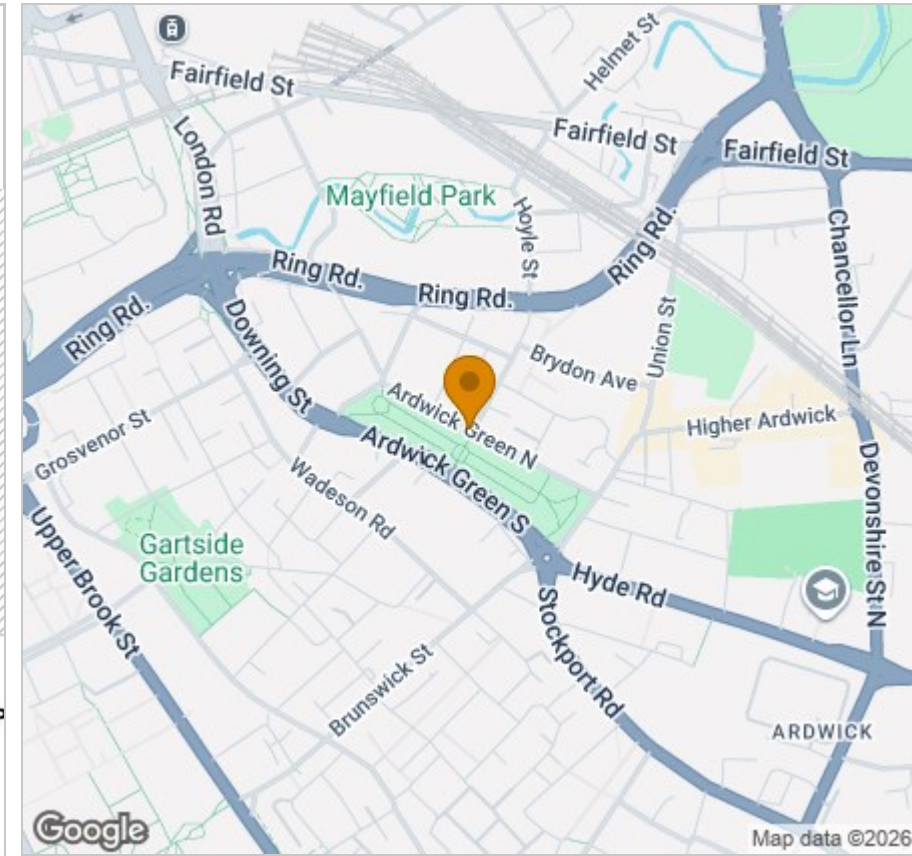 Helmet St
Fairfield St
Fairfield St
Fairfield St
London Rd
Mayfield Park
Hoyle St
Chancellor Ln
Ring Rd.
Ring Rd.
Ring Rd.
Ring Rd.
Downing St
Union St
Brydon Ave
Ardwick Green N
Higher Ardwick
Grosvenor St
Ardwick Green S
Wadeson Rd
Devonshire St N
Upper Brook St
Gartside
Gardens
Hyde Rd
Stockport Rd
Brunswick St
ARDWICK
Google
Map data ©2026